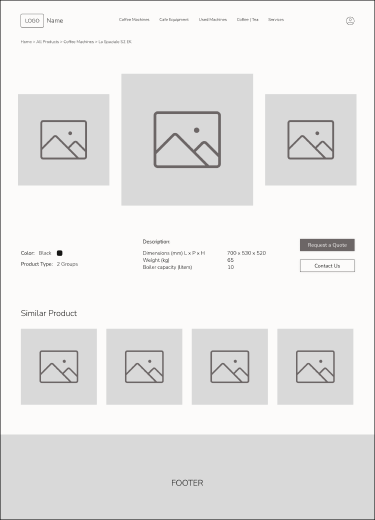 LOGO Name Coffee Machines Cafe Equipment Used Machines Coffee | Tea Services
Home > All Products > Coffee Machines > La Spaziale S2 EK
Description:
Color: Black
Product Type: 2 Groups
Dimensions (mm) L x P x H 700 x 530 x 520
Weight (kg) 65
Boiler capacity (liters) 10
Request a Quote
Contact Us
Similar Product
FOOTER